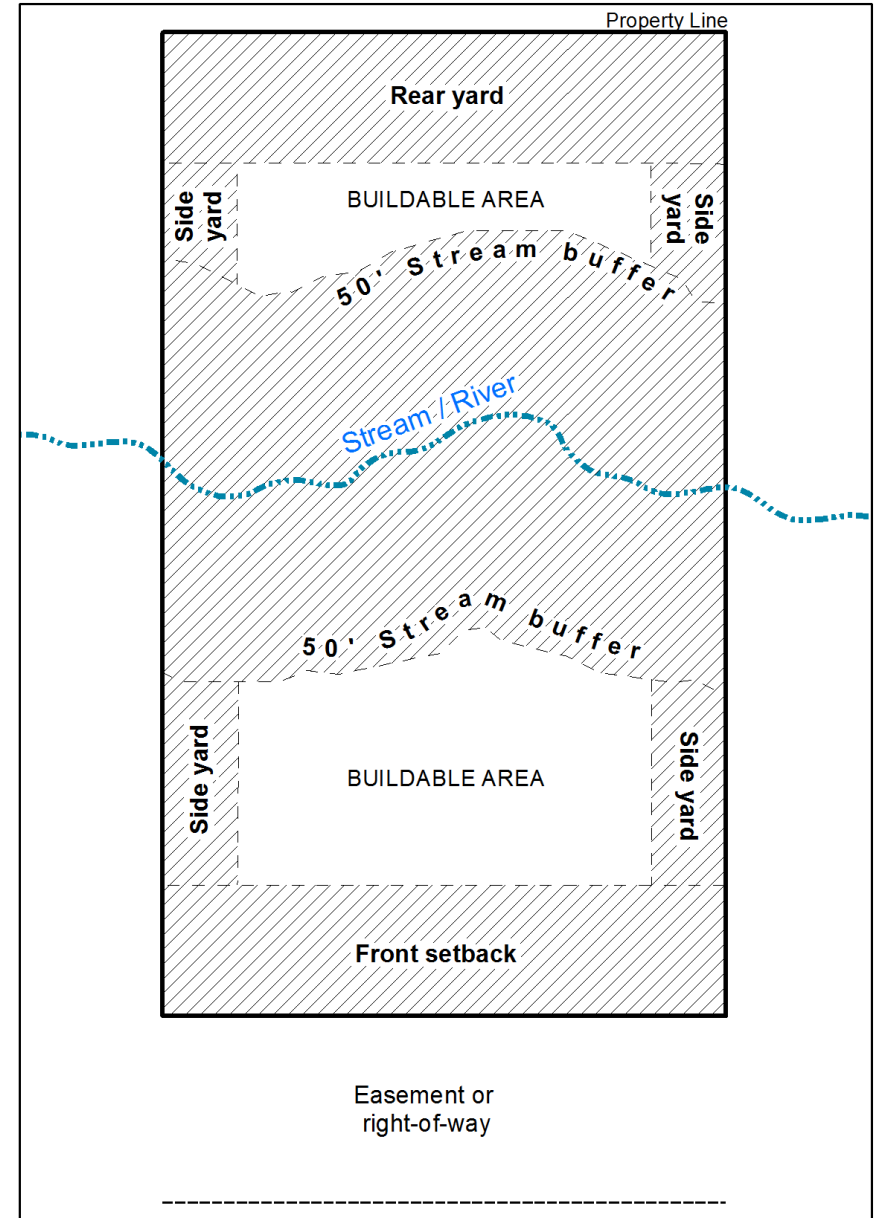 Property Line
Rear yard
BUILDABLE AREA
Side
yard
Side
yard
50' Stream buffer
Stream / River
50' Stream buffer
Side yard
BUILDABLE AREA
Side yard
Front setback
Easement or
right-of-way